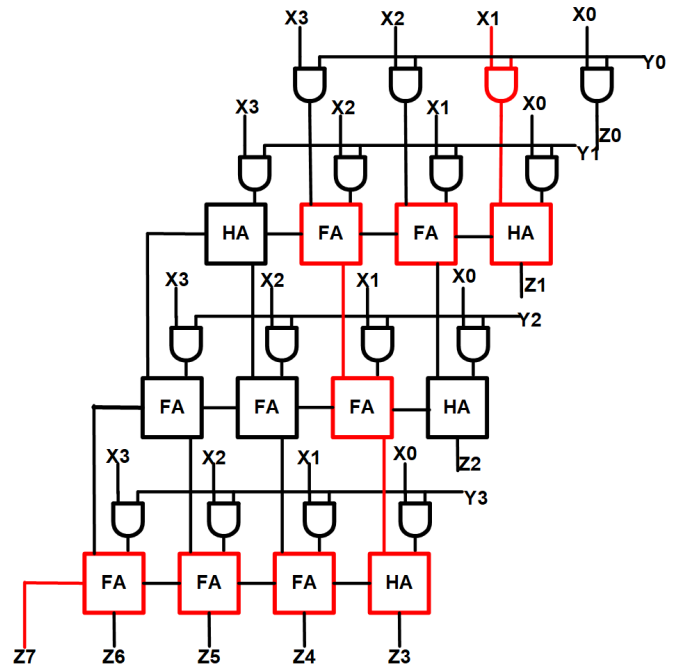 X3 X2 X1 X0
Y0
X3 X2 X1 X0 Z0
Y1
HA FA FA HA
X3 X2 X1 X0 Z1
Y2
FA FA FA HA
X3 X2 X1 X0 Z2
Y3
FA FA FA HA
Z7 Z6 Z5 Z4 Z3